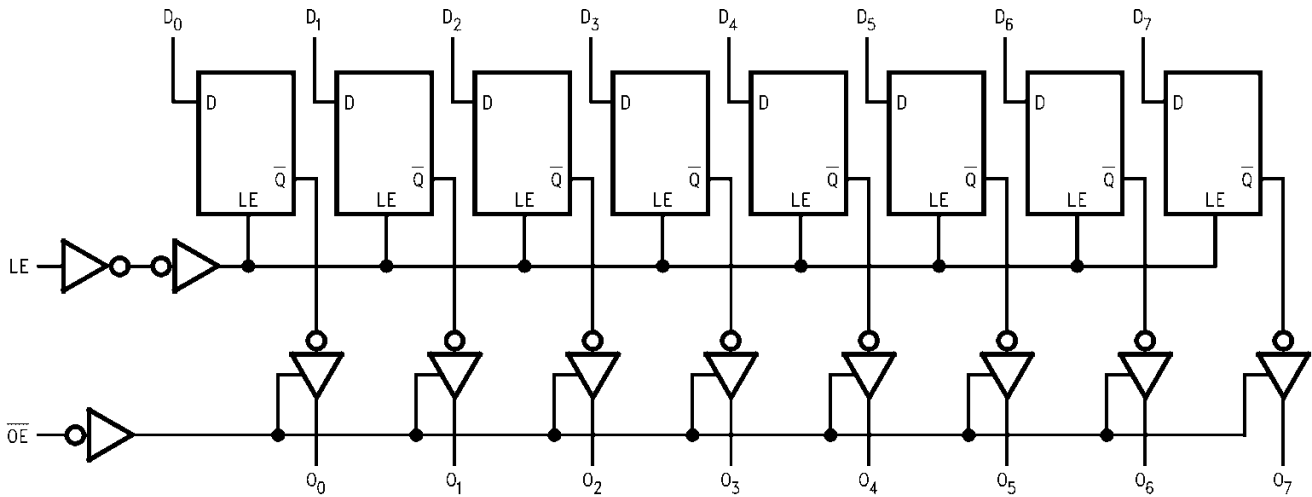 D₀ D₁ D₂ D₃ D₄ D₅ D₆ D₇
D D D D D D D D
Q̅ Q̅ Q̅ Q̅ Q̅ Q̅ Q̅ Q̅
LE LE LE LE LE LE LE LE
LE
O̅E̅
O₀ O₁ O₂ O₃ O₄ O₅ O₆ O₇